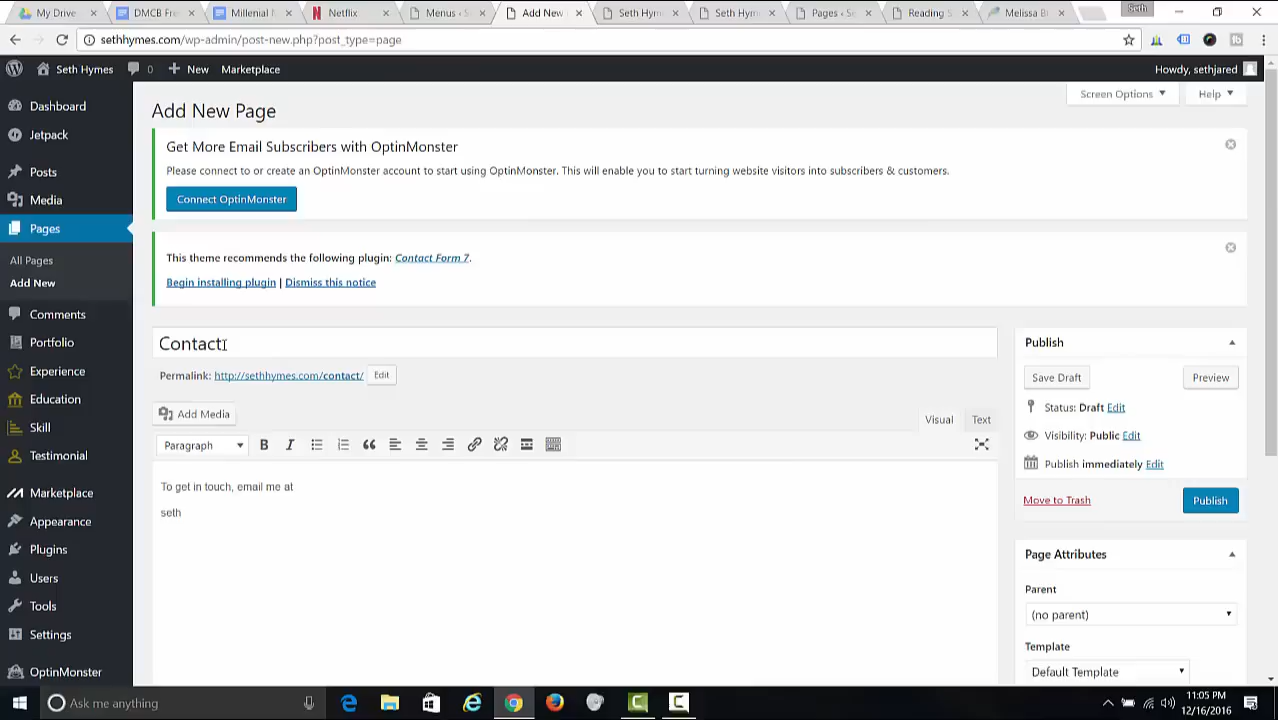 My Drive
DMCB Fre
Millenial M
Netflix
Menus ‹ S
Add New
Seth Hym
Seth Hym
Pages ‹ Se
Reading S
Melissa B
Seth
sethhymes.com/wp-admin/post-new.php?post_type=page
Seth Hymes
0
New
Marketplace
Howdy, sethjared
Dashboard
Jetpack
Posts
Media
Pages
All Pages
Add New
Comments
Portfolio
Experience
Education
Skill
Testimonial
Marketplace
Appearance
Plugins
Users
Tools
Settings
OptinMonster
Screen Options
Help
Add New Page
Get More Email Subscribers with OptinMonster
Please connect to or create an OptinMonster account to start using OptinMonster. This will enable you to start turning website visitors into subscribers & customers.
Connect OptinMonster
This theme recommends the following plugin: Contact Form 7.
Begin installing plugin | Dismiss this notice
Contact
Permalink: http://sethhymes.com/contact/ Edit
Add Media
Visual Text
Paragraph
To get in touch, email me at
seth
Publish
Save Draft
Preview
Status: Draft Edit
Visibility: Public Edit
Publish immediately Edit
Move to Trash
Publish
Page Attributes
Parent
(no parent)
Template
Default Template
Ask me anything
11:05 PM
12/16/2016